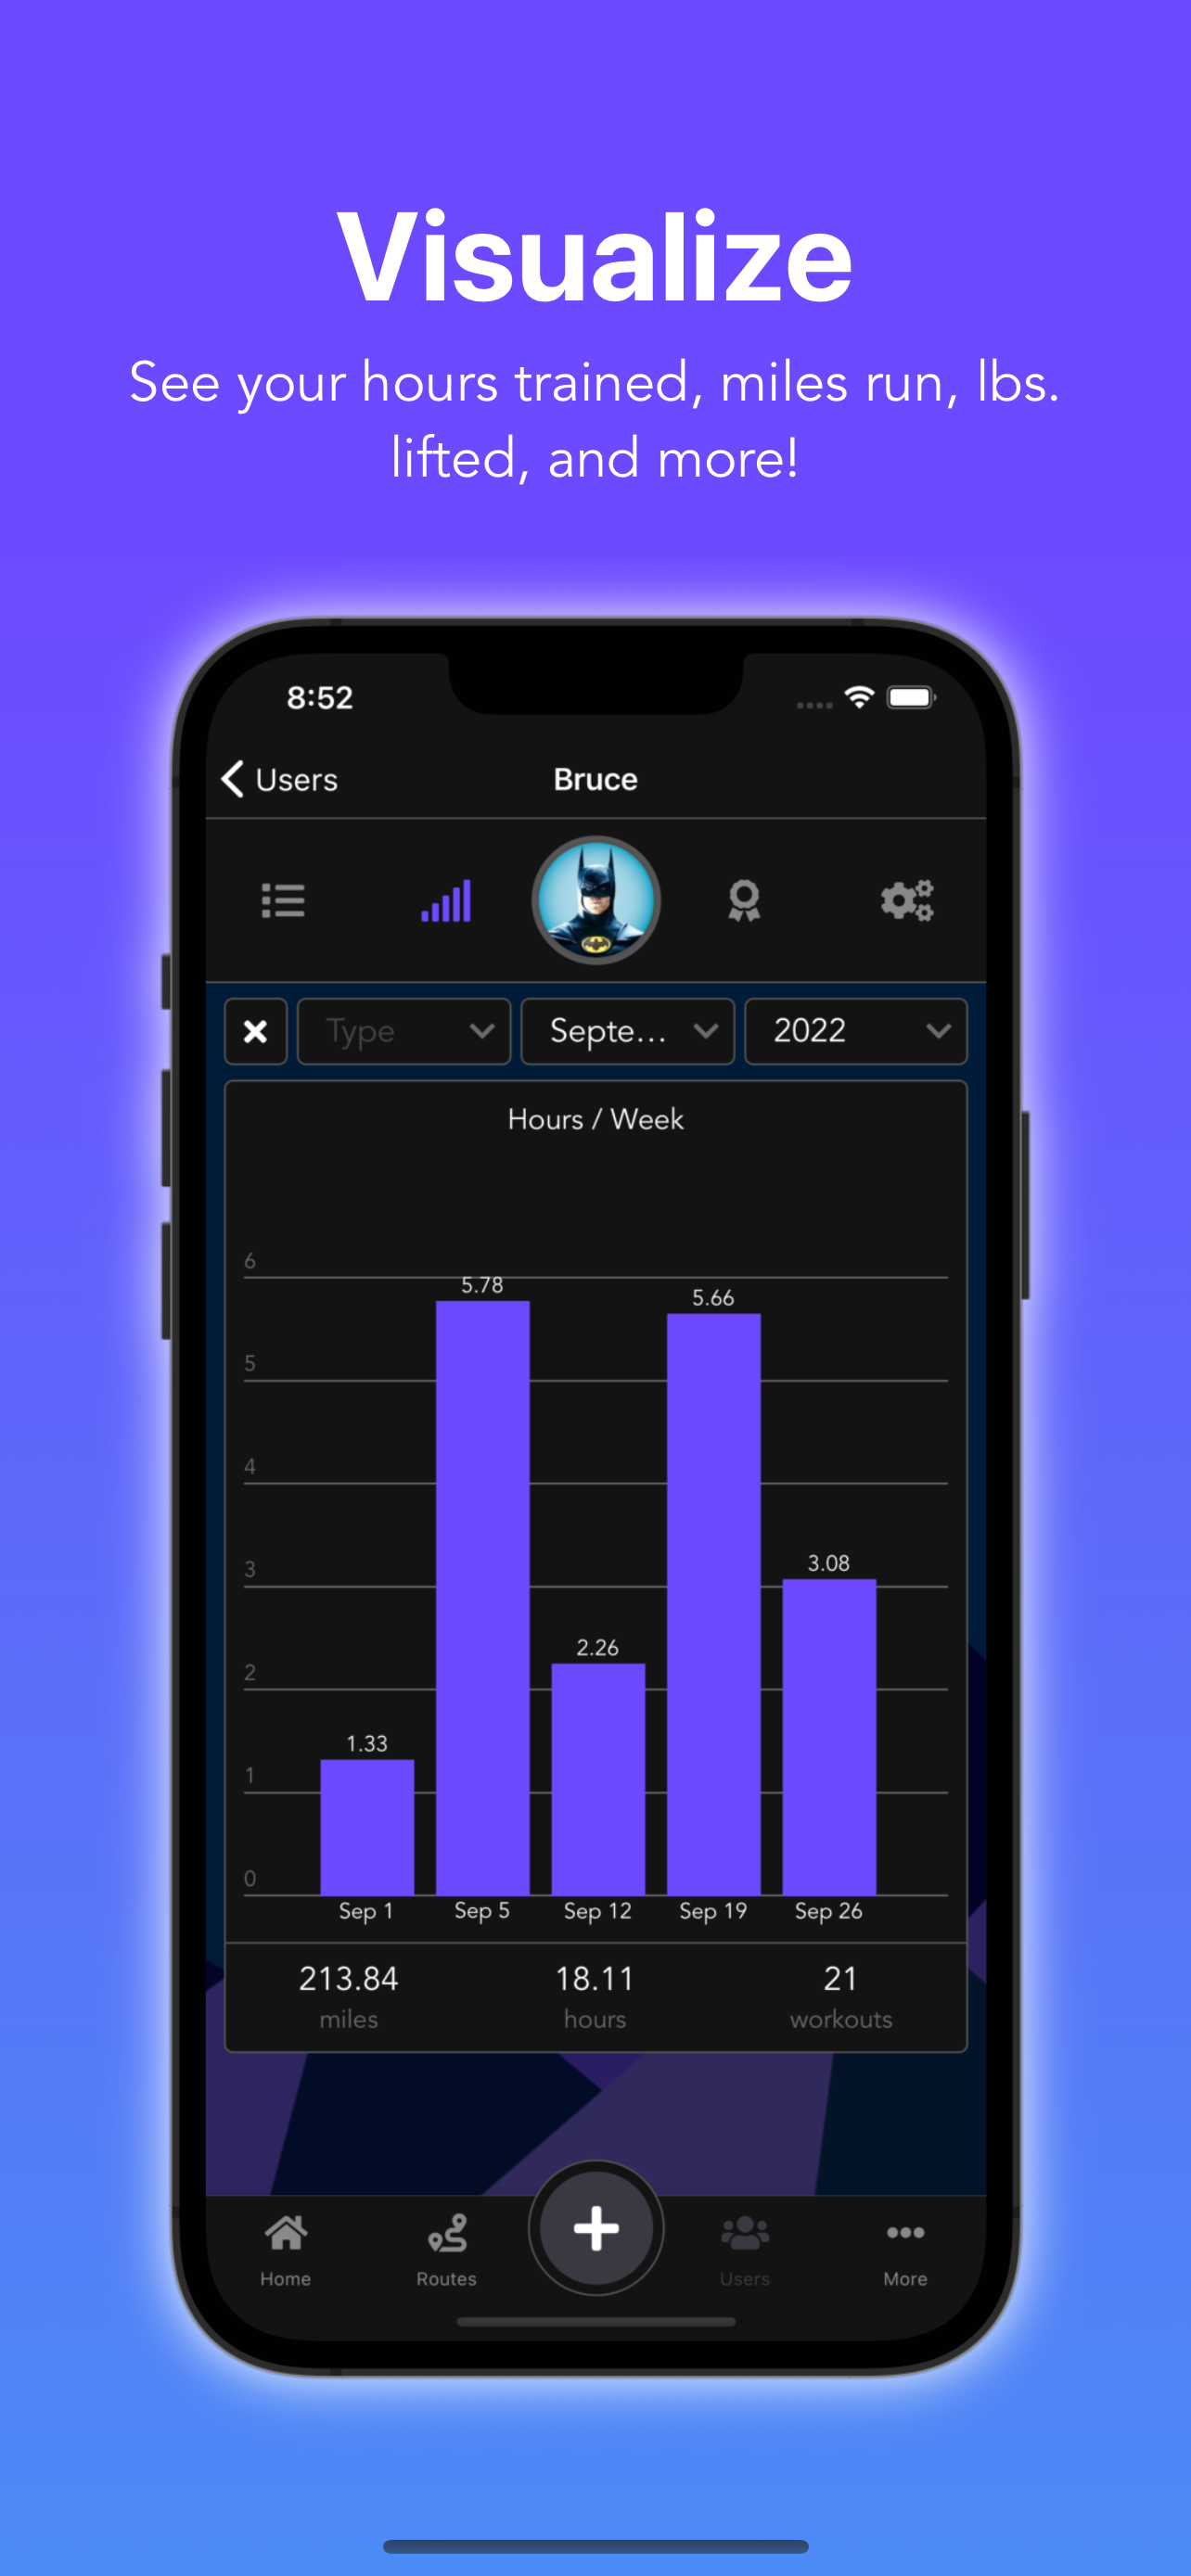 Visualize
See your hours trained, miles run, lbs.
lifted, and more!
8:52
Users
Bruce
Type
Septe...
2022
Hours / Week
6
5
4
3
2
1
0
1.33
5.78
2.26
5.66
3.08
Sep 1
Sep 5
Sep 12
Sep 19
Sep 26
213.84
miles
18.11
hours
21
workouts
Home
Routes
Users
More